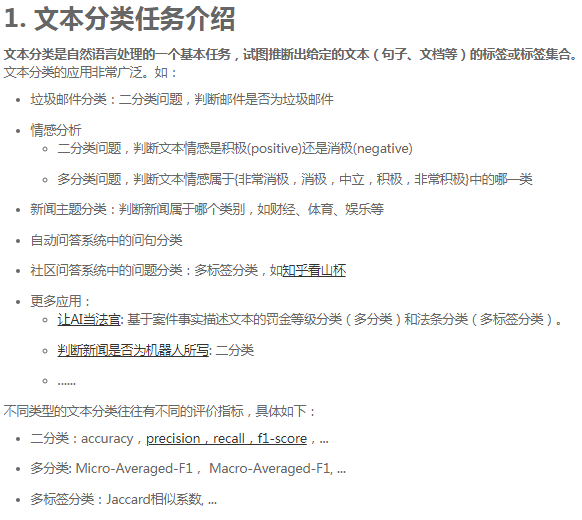 1. 文本分类任务介绍
文本分类是自然语言处理的一个基本任务，试图推断出给定的文本（句子、文档等）的标签或标签集合。
文本分类的应用非常广泛。如：
• 垃圾邮件分类：二分类问题，判断邮件是否为垃圾邮件
• 情感分析
◦ 二分类问题，判断文本情感是积极(positive)还是消极(negative)
◦ 多分类问题，判断文本情感属于{非常消极，消极，中立，积极，非常积极}中的哪一类
• 新闻主题分类：判断新闻属于哪个类别，如财经、体育、娱乐等
• 自动问答系统中的问句分类
• 社区问答系统中的问题分类：多标签分类，如知乎看山杯
• 更多应用：
◦ 让AI当法官: 基于案件事实描述文本的罚金等级分类（多分类）和法条分类（多标签分类）。
◦ 判断新闻是否为机器人所写: 二分类
◦ ......
不同类型的文本分类往往有不同的评价指标，具体如下：
• 二分类：accuracy，precision，recall，f1-score，...
• 多分类: Micro-Averaged-F1， Macro-Averaged-F1, ...
• 多标签分类：Jaccard相似系数, ...